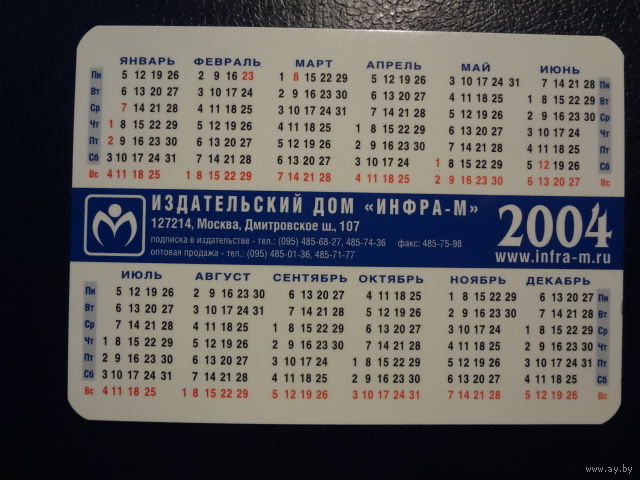 ЯНВАРЬ ФЕВРАЛЬ МАРТ АПРЕЛЬ МАЙ ИЮНЬ
Пн 5 12 19 26 2 9 16 23 1 8 15 22 29 5 12 19 26 3 10 17 24 31 7 14 21 28 Пн
Вт 6 13 20 27 3 10 17 24 2 9 16 23 30 6 13 20 27 4 11 18 25 1 8 15 22 29 Вт
Ср 7 14 21 28 4 11 18 25 3 10 17 24 31 7 14 21 28 5 12 19 26 2 9 16 23 30 Ср
Чт 1 8 15 22 29 5 12 19 26 4 11 18 25 1 8 15 22 29 6 13 20 27 3 10 17 24 Чт
Пт 2 9 16 23 30 6 13 20 27 5 12 19 26 2 9 16 23 30 7 14 21 28 4 11 18 25 Пт
Сб 3 10 17 24 31 7 14 21 28 6 13 20 27 3 10 17 24 1 8 15 22 29 5 12 19 26 Сб
Вс 4 11 18 25 1 8 15 22 29 7 14 21 28 4 11 18 25 2 9 16 23 30 6 13 20 27 Вс
ИЗДАТЕЛЬСКИЙ ДОМ «ИНФРА-М» 2004
127214, Москва, Дмитровское ш., 107
подписка в издательстве - тел.: (095) 485-68-27, 485-74-36 факс: 485-75-98
оптовая продажа - тел.: (095) 485-01-36, 485-71-77 www.infra-m.ru
ИЮЛЬ АВГУСТ СЕНТЯБРЬ ОКТЯБРЬ НОЯБРЬ ДЕКАБРЬ
Пн 5 12 19 26 2 9 16 23 30 6 13 20 27 4 11 18 25 1 8 15 22 29 6 13 20 27 Пн
Вт 6 13 20 27 3 10 17 24 31 7 14 21 28 5 12 19 26 2 9 16 23 30 7 14 21 28 Вт
Ср 7 14 21 28 4 11 18 25 1 8 15 22 29 6 13 20 27 3 10 17 24 1 8 15 22 29 Ср
Чт 1 8 15 22 29 5 12 19 26 2 9 16 23 30 7 14 21 28 4 11 18 25 2 9 16 23 30 Чт
Пт 2 9 16 23 30 6 13 20 27 3 10 17 24 1 8 15 22 29 5 12 19 26 3 10 17 24 31 Пт
Сб 3 10 17 24 31 7 14 21 28 4 11 18 25 2 9 16 23 30 6 13 20 27 4 11 18 25 Сб
Вс 4 11 18 25 1 8 15 22 29 5 12 19 26 3 10 17 24 31 7 14 21 28 5 12 19 26 Вс
ay.by